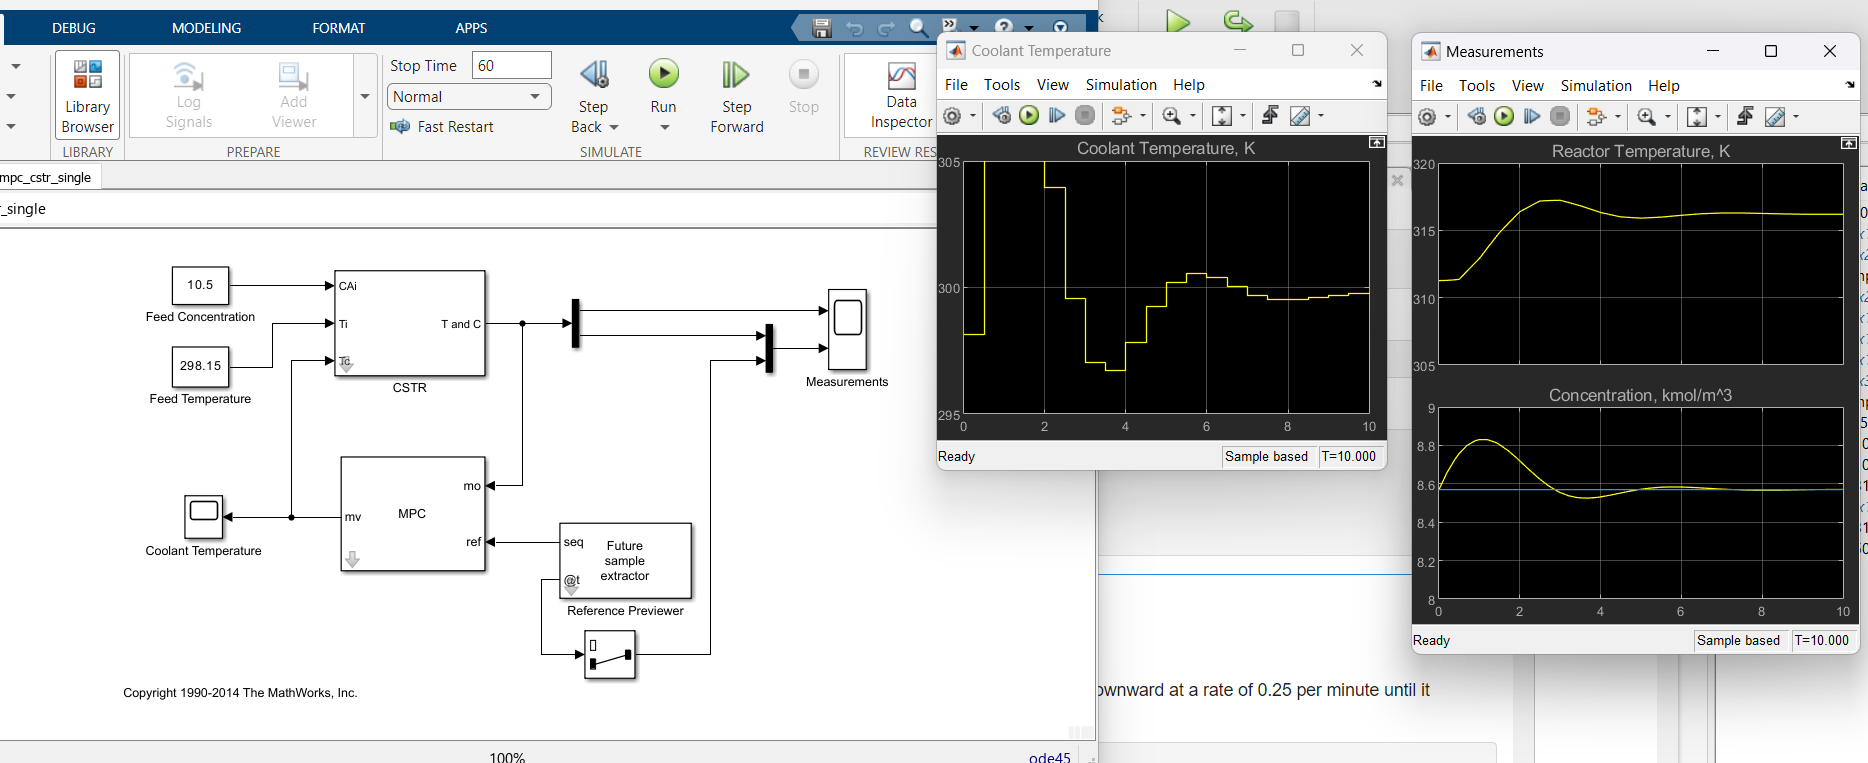 DEBUG MODELING FORMAT APPS
Stop Time 60
Normal
Fast Restart
Library
Browser
Log
Signals
Add
Viewer
Step
Back
Run
Step
Forward
Stop
Data
Inspector
LIBRARY PREPARE SIMULATE REVIEW RES
mpc_cstr_single
r_single
10.5
Feed Concentration
298.15
Feed Temperature
CAi
Ti
Tc
T and C
CSTR
Measurements
mo
mv
MPC
ref
Coolant Temperature
seq
@t
Future
sample
extractor
Reference Previewer
Copyright 1990-2014 The MathWorks, Inc.
100% ode45
Coolant Temperature
File Tools View Simulation Help
Coolant Temperature, K
305
300
295
0 2 4 6 8 10
Ready Sample based T=10.000
Measurements
File Tools View Simulation Help
Reactor Temperature, K
320
315
310
305
Concentration, kmol/m^3
9
8.8
8.6
8.4
8.2
8
0 2 4 6 8 10
Ready Sample based T=10.000
ownward at a rate of 0.25 per minute until it